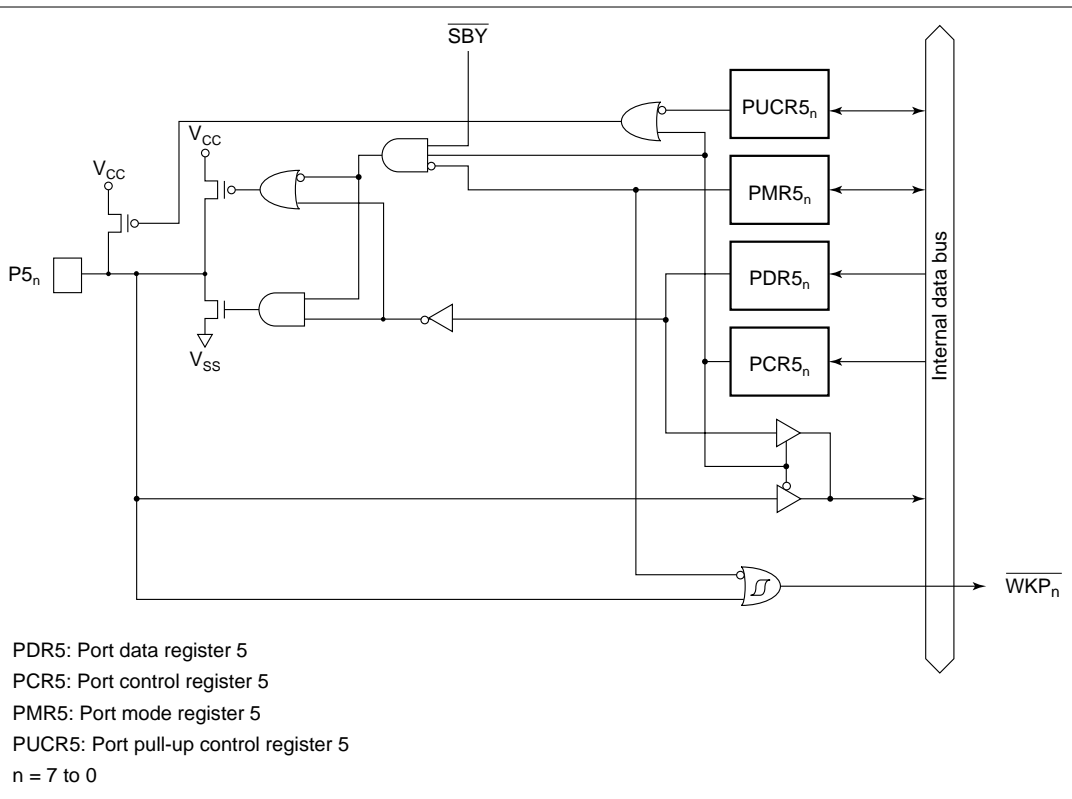 SBY
PUCR5n
VCC
VCC
PMR5n
P5n
PDR5n
VSS
PCR5n
Internal data bus
WKPn
PDR5: Port data register 5
PCR5: Port control register 5
PMR5: Port mode register 5
PUCR5: Port pull-up control register 5
n = 7 to 0